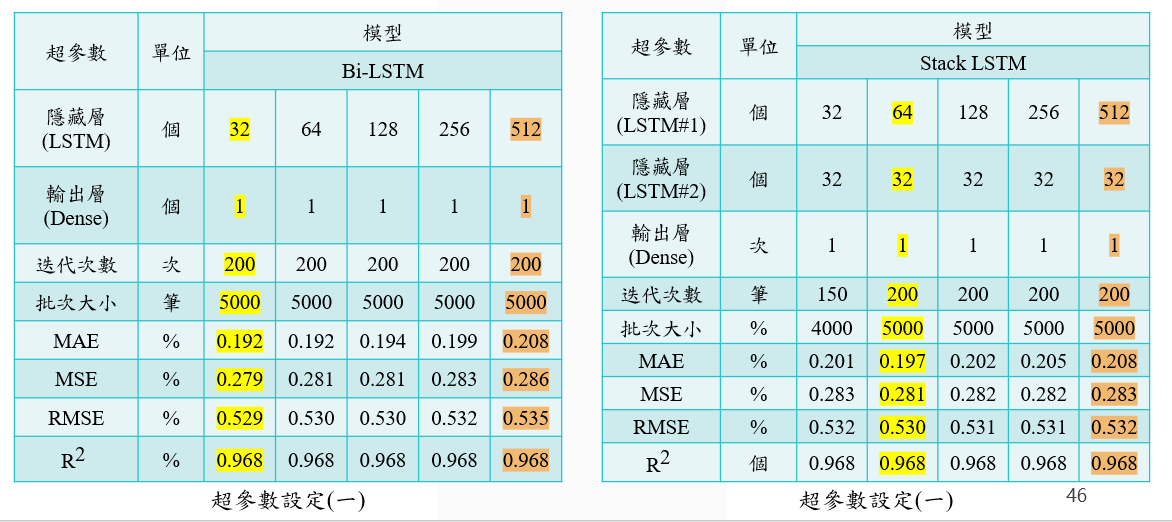 超參數 單位 模型
Bi-LSTM
隱藏層
(LSTM) 個 32 64 128 256 512
輸出層
(Dense) 個 1 1 1 1 1
迭代次數 次 200 200 200 200 200
批次大小 筆 5000 5000 5000 5000 5000
MAE % 0.192 0.192 0.194 0.199 0.208
MSE % 0.279 0.281 0.281 0.283 0.286
RMSE % 0.529 0.530 0.530 0.532 0.535
R² % 0.968 0.968 0.968 0.968 0.968
超參數設定(一)
超參數 單位 模型
Stack LSTM
隱藏層
(LSTM#1) 個 32 64 128 256 512
隱藏層
(LSTM#2) 個 32 32 32 32 32
輸出層
(Dense) 次 1 1 1 1 1
迭代次數 筆 150 200 200 200 200
批次大小 % 4000 5000 5000 5000 5000
MAE % 0.201 0.197 0.202 0.205 0.208
MSE % 0.283 0.281 0.282 0.282 0.283
RMSE % 0.532 0.530 0.531 0.531 0.532
R² 個 0.968 0.968 0.968 0.968 0.968
超參數設定(一)
46